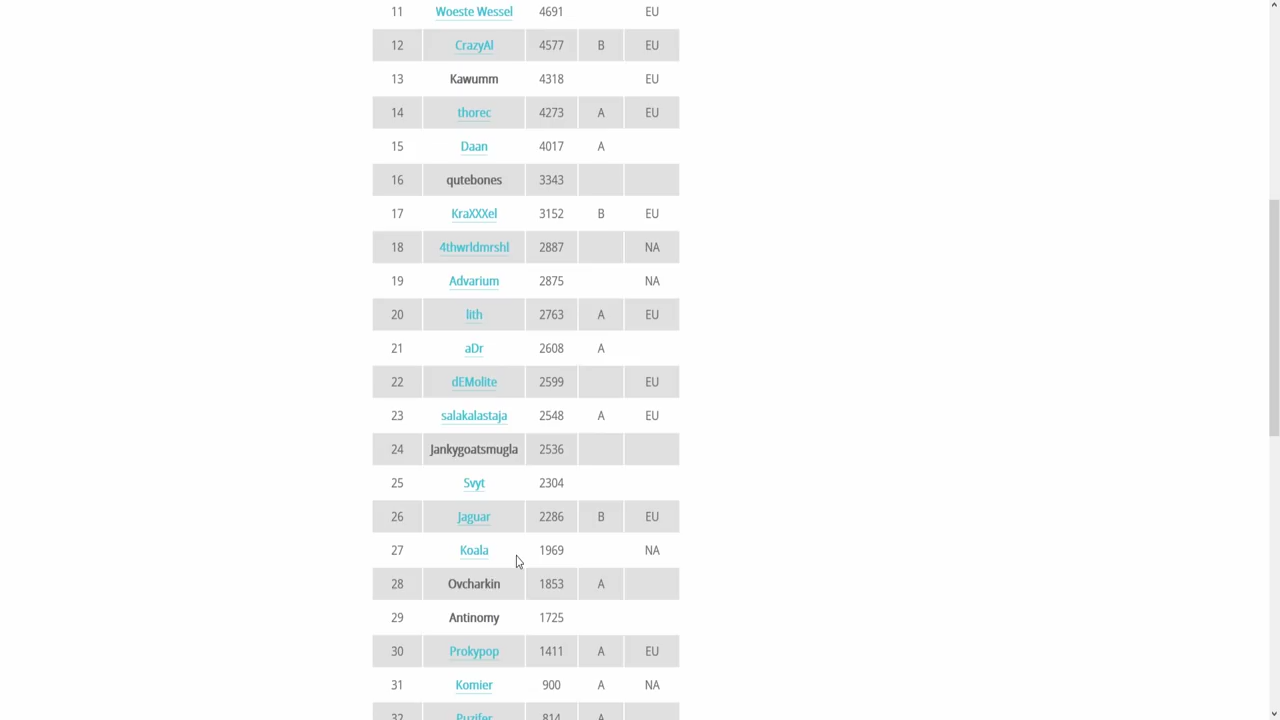 11 Woeste Wessel 4691 EU
12 CrazyAl 4577 B EU
13 Kawumm 4318 EU
14 thorec 4273 A EU
15 Daan 4017 A
16 qutebones 3343
17 KraXXXel 3152 B EU
18 4thwrldmrshl 2887 NA
19 Advarium 2875 NA
20 lith 2763 A EU
21 aDr 2608 A
22 dEMolite 2599 EU
23 salakalastaja 2548 A EU
24 Jankygoatsmugla 2536
25 Svyt 2304
26 Jaguar 2286 B EU
27 Koala 1969 NA
28 Ovcharkin 1853 A
29 Antinomy 1725
30 Prokypop 1411 A EU
31 Komier 900 A NA
32 Puzifer 814 A